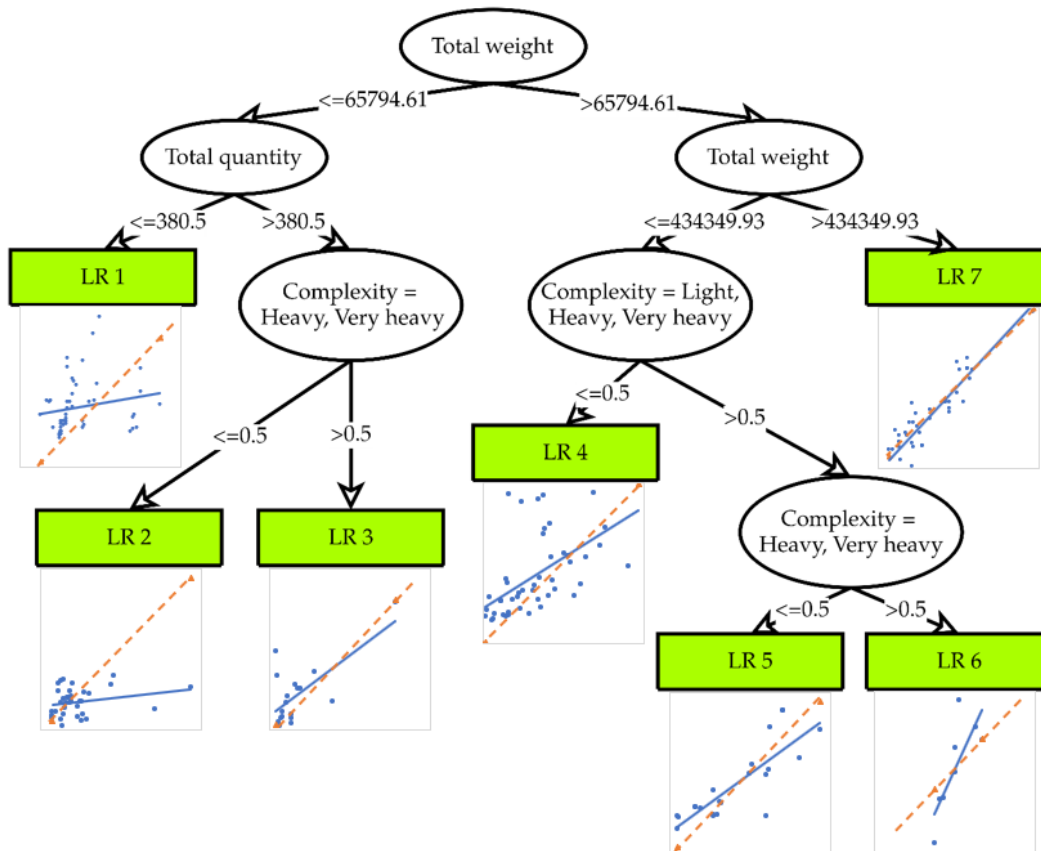 Total weight
<=65794.61
>65794.61
Total quantity
Total weight
<=380.5
>380.5
<=434349.93
>434349.93
LR 1
Complexity =
Heavy, Very heavy
Complexity = Light,
Heavy, Very heavy
LR 7
<=0.5
>0.5
<=0.5
>0.5
LR 4
LR 2
LR 3
Complexity =
Heavy, Very heavy
<=0.5
>0.5
LR 5
LR 6